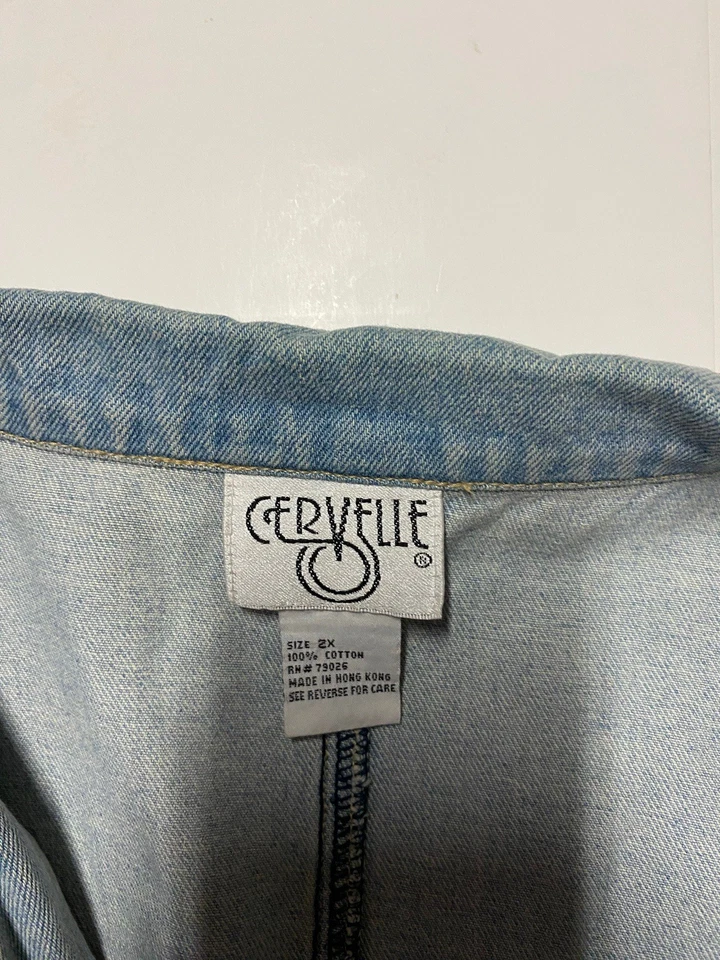 CERVELLE
®
SIZE 2X
100% COTTON
RN# 79026
MADE IN HONG KONG
SEE REVERSE FOR CARE